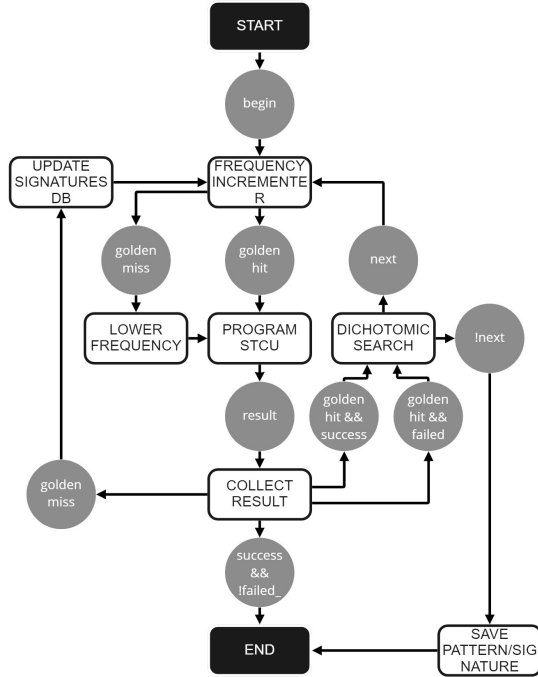 START
begin
UPDATE
SIGNATURES
DB
FREQUENCY
INCREMENTE
R
golden
miss
golden
hit
next
LOWER
FREQUENCY
PROGRAM
STCU
DICHOTOMIC
SEARCH
!next
result
golden
hit &&
success
golden
hit &&
failed
golden
miss
COLLECT
RESULT
success
&&
!failed_
END
SAVE
PATTERN/SIG
NATURE